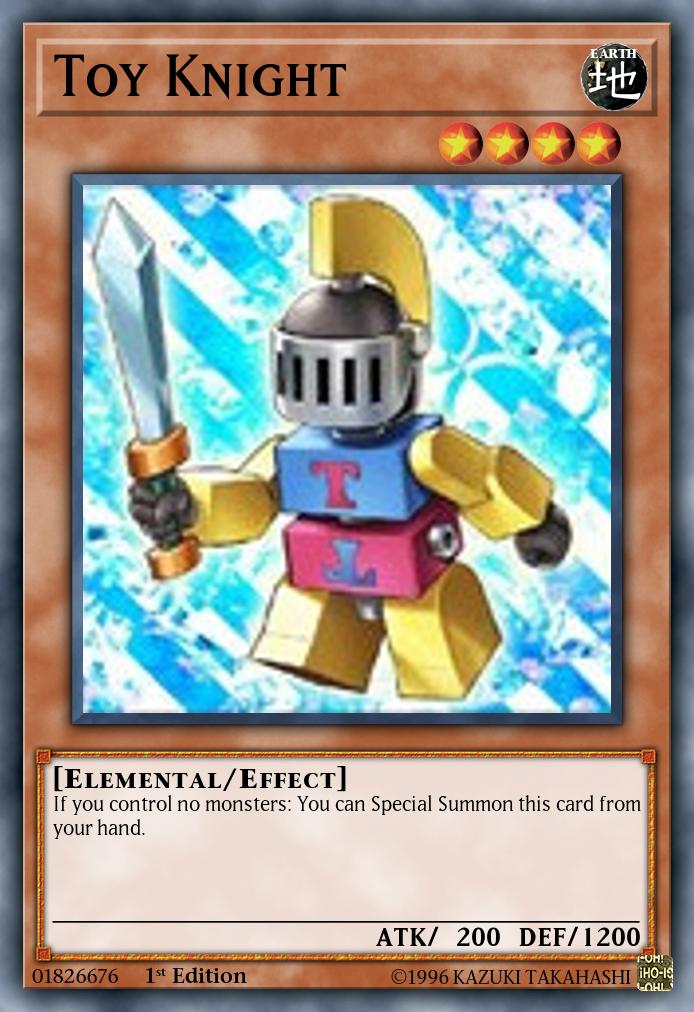 Toy Knight
EARTH
地
T
T
[Elemental/Effect]
If you control no monsters: You can Special Summon this card from
your hand.
ATK/ 200 DEF/1200
01826676 1st Edition ©1996 KAZUKI TAKAHASHI